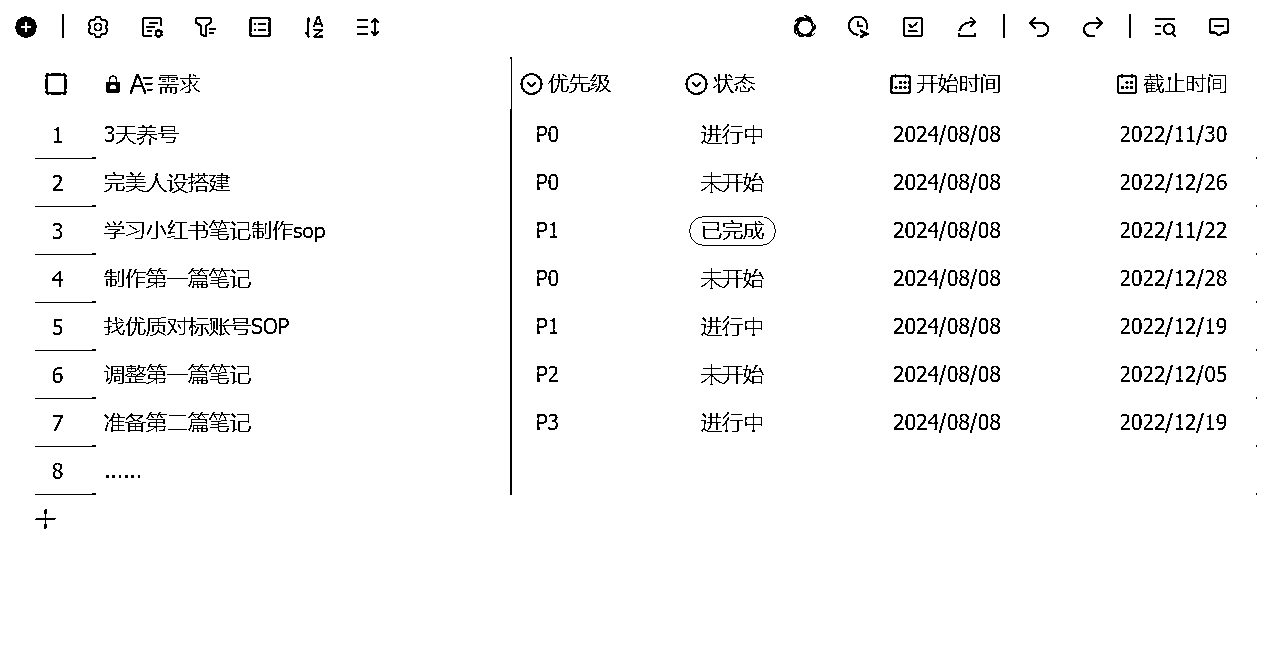 需求 优先级 状态 开始时间 截止时间
1 3天养号 P0 进行中 2024/08/08 2022/11/30
2 完美人设搭建 P0 未开始 2024/08/08 2022/12/26
3 学习小红书笔记制作sop P1 已完成 2024/08/08 2022/11/22
4 制作第一篇笔记 P0 未开始 2024/08/08 2022/12/28
5 找优质对标账号SOP P1 进行中 2024/08/08 2022/12/19
6 调整第一篇笔记 P2 未开始 2024/08/08 2022/12/05
7 准备第二篇笔记 P3 进行中 2024/08/08 2022/12/19
8 ......